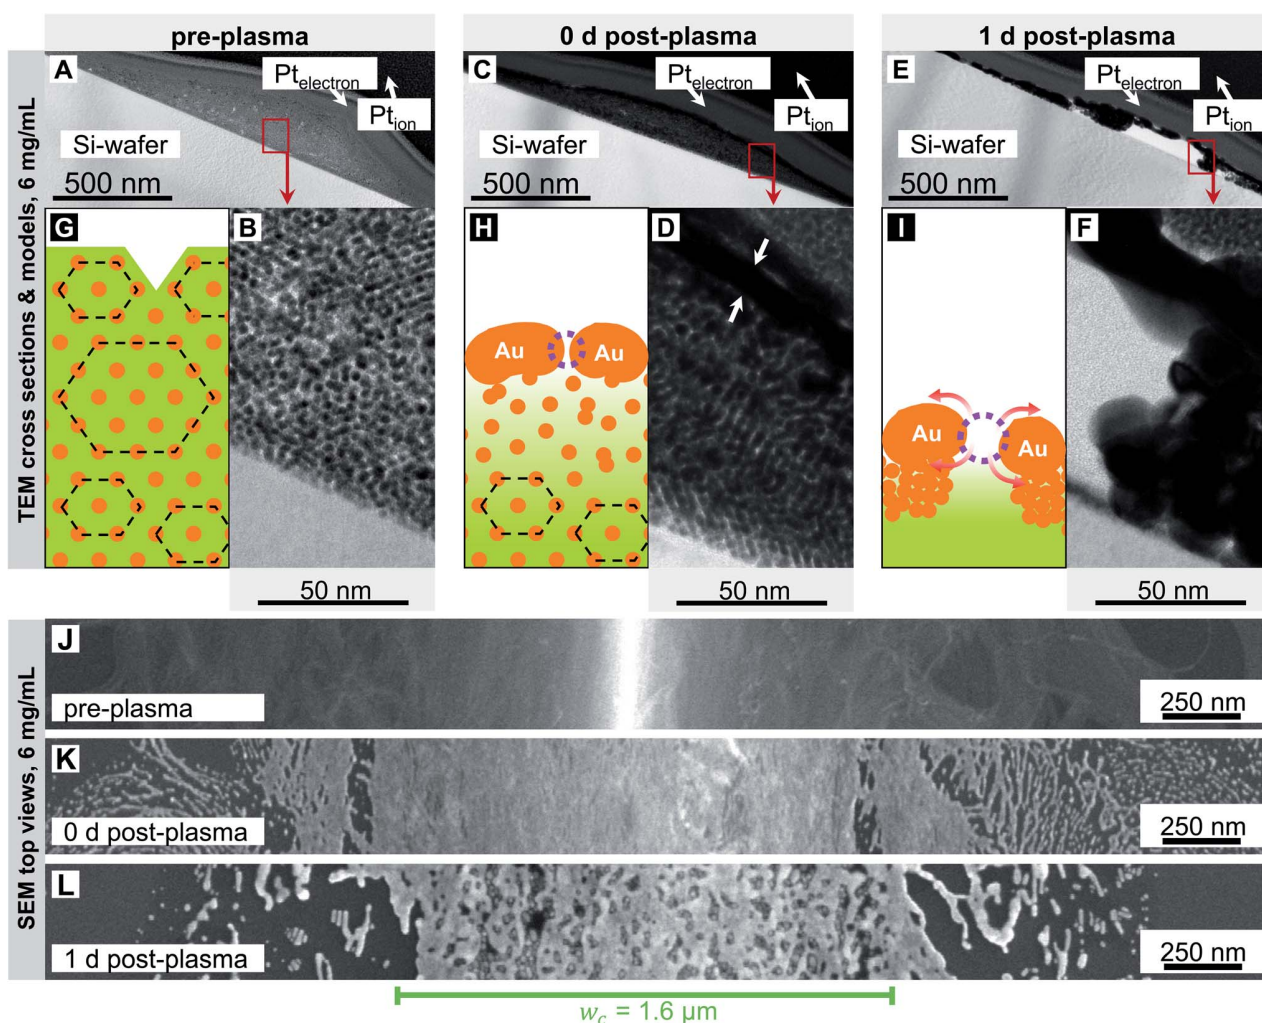 pre-plasma
0 d post-plasma
1 d post-plasma
TEM cross sections & models, 6 mg/mL
A
Pt_electron
Pt_ion
Si-wafer
500 nm
C
Pt_electron
Pt_ion
Si-wafer
500 nm
E
Pt_electron
Pt_ion
Si-wafer
500 nm
G
B
50 nm
H
Au
Au
D
50 nm
I
Au
Au
F
50 nm
SEM top views, 6 mg/mL
J
pre-plasma
250 nm
K
0 d post-plasma
250 nm
L
1 d post-plasma
250 nm
w_c = 1.6 µm